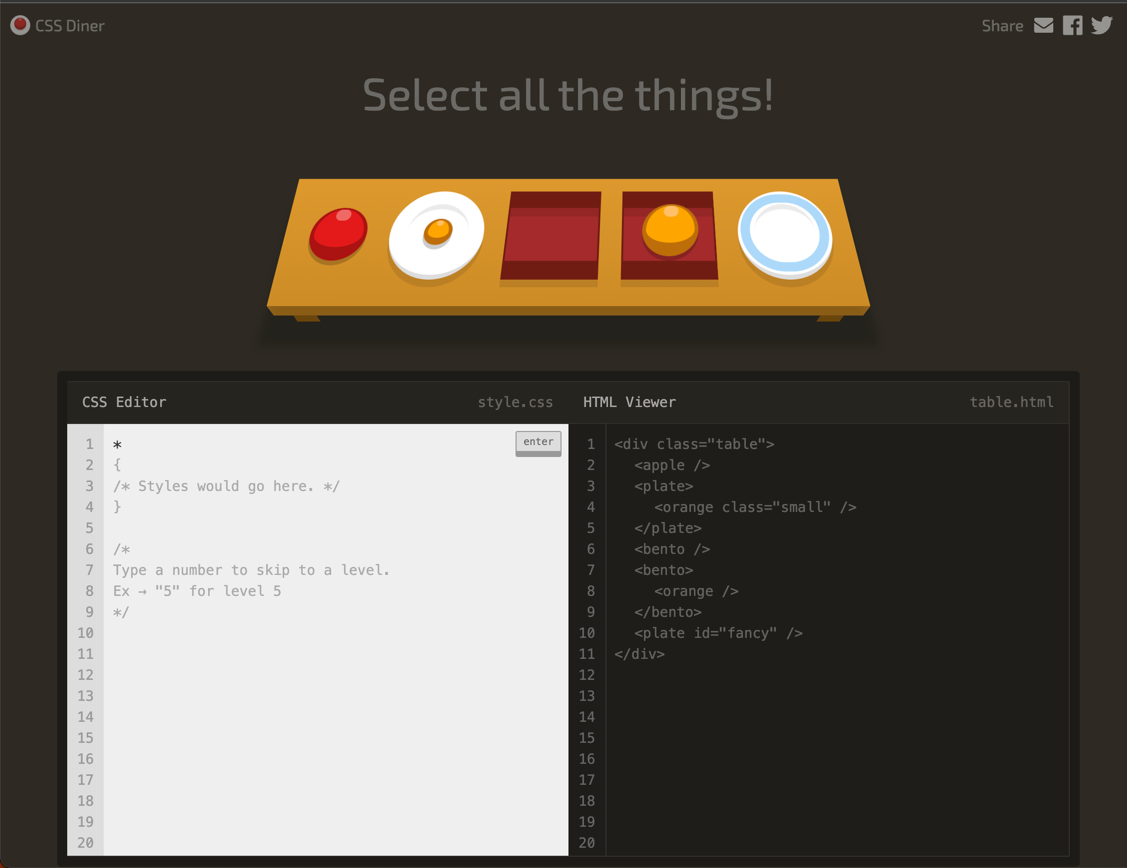 CSS Diner
Share
Select all the things!
CSS Editor
style.css
1 *
2 {
3 /* Styles would go here. */
4 }
5
6 /*
7 Type a number to skip to a level.
8 Ex → "5" for level 5
9 */
10
11
12
13
14
15
16
17
18
19
20
enter
HTML Viewer
table.html
1 <div class="table">
2 <apple />
3 <plate>
4 <orange class="small" />
5 </plate>
6 <bento />
7 <bento>
8 <orange />
9 </bento>
10 <plate id="fancy" />
11 </div>
12
13
14
15
16
17
18
19
20